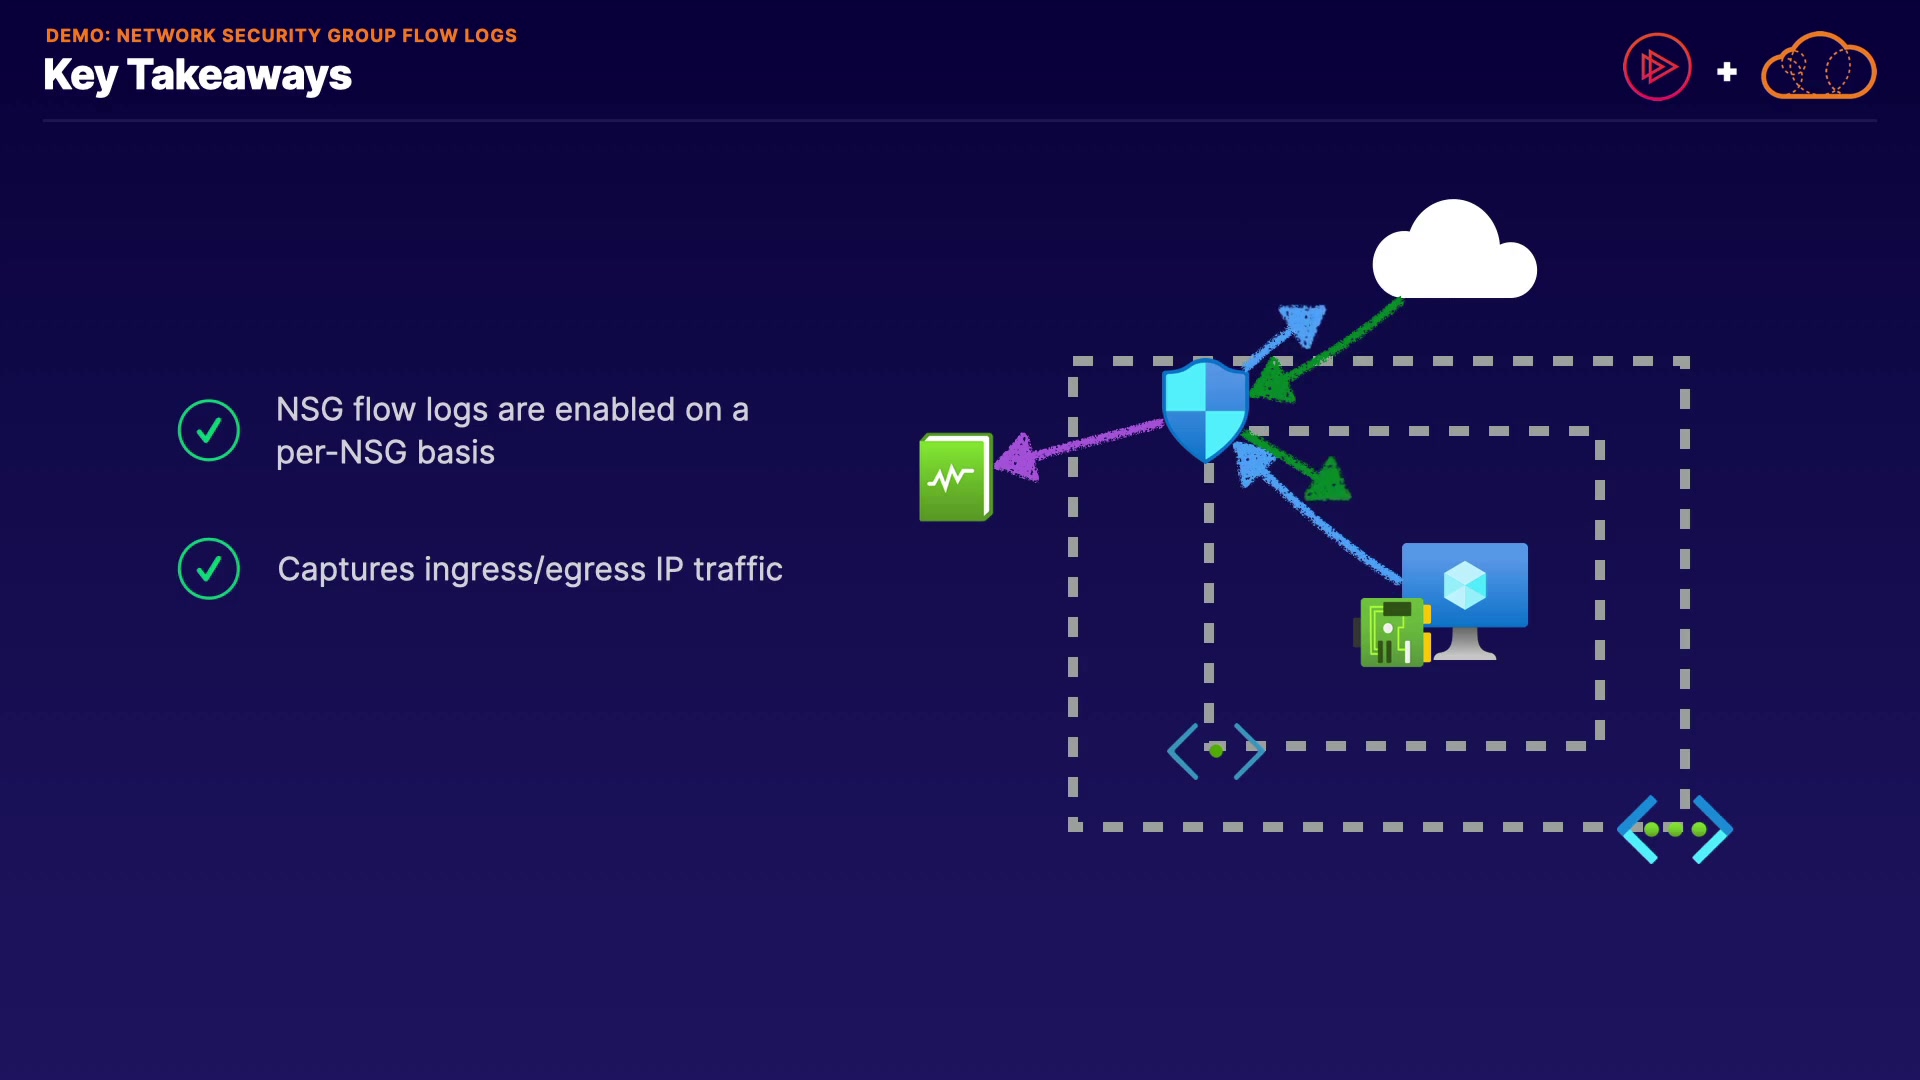 DEMO: NETWORK SECURITY GROUP FLOW LOGS
Key Takeaways
NSG flow logs are enabled on a
per-NSG basis
Captures ingress/egress IP traffic